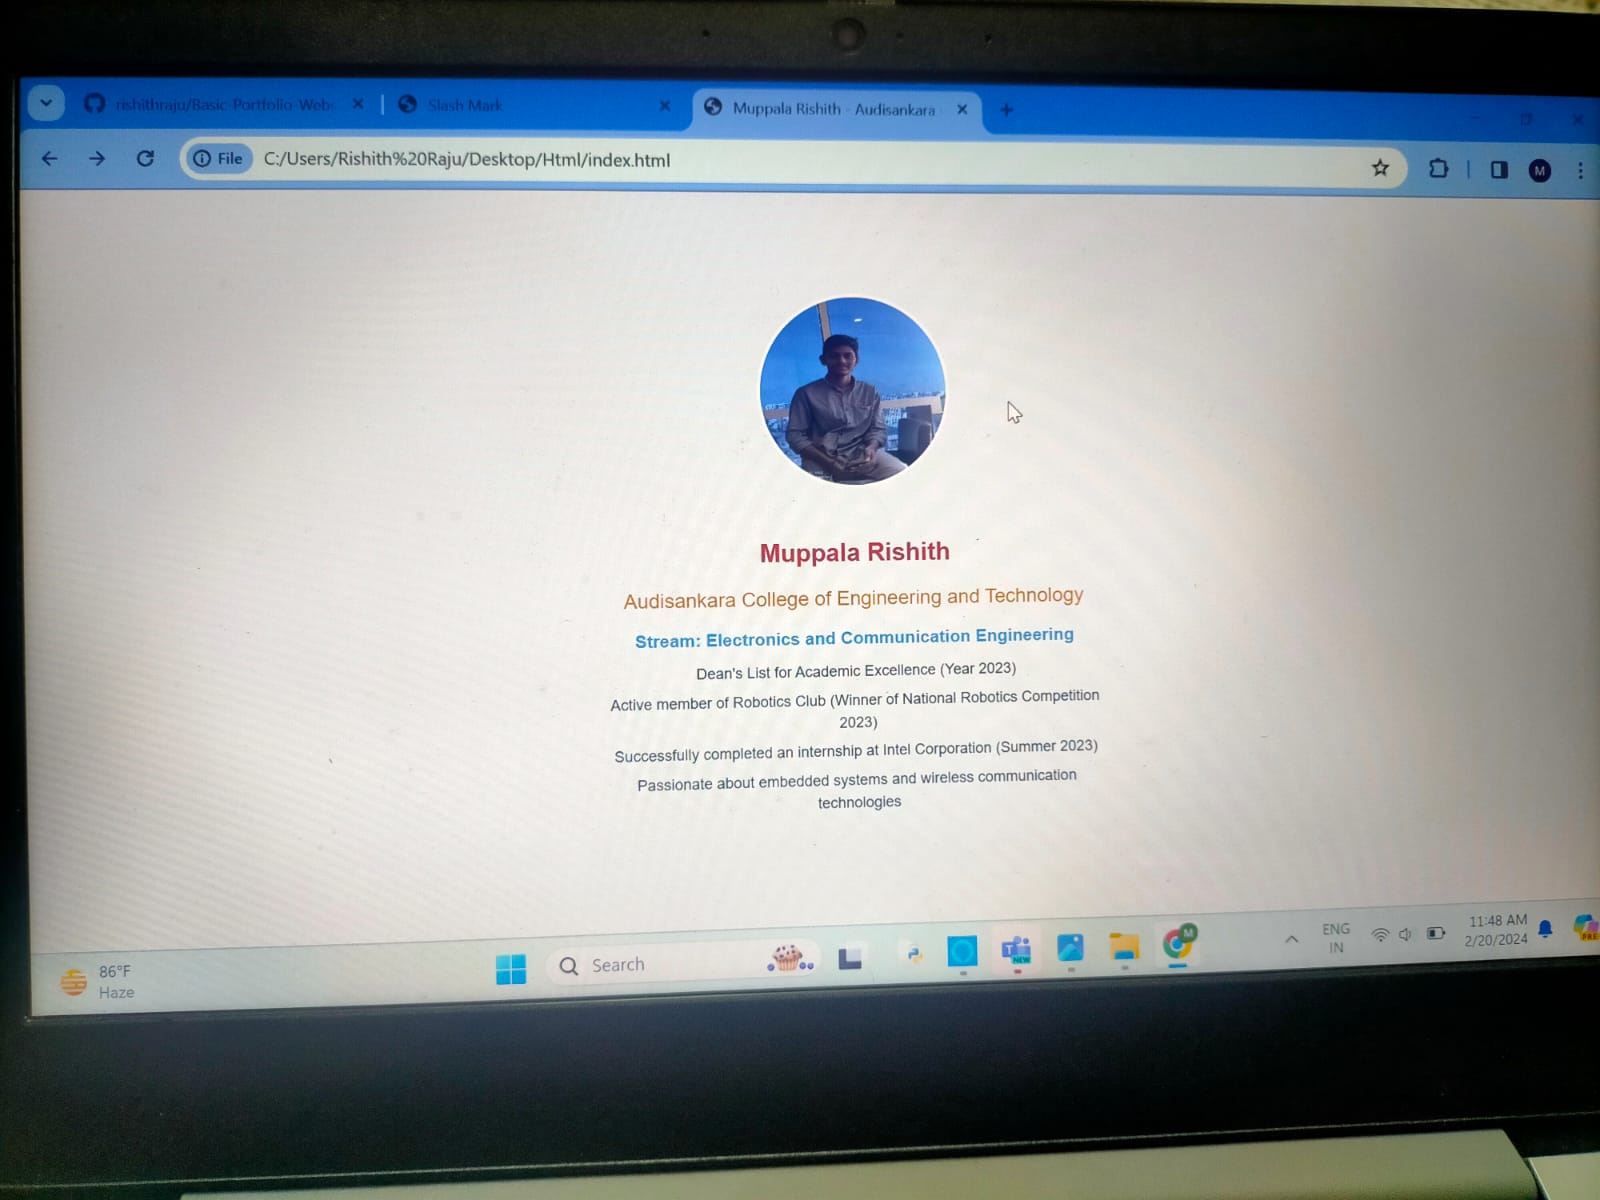 rishithraju/Basic-Portfolio-Webs
Slash Mark
Muppala Rishith - Audisankara
File C:/Users/Rishith%20Raju/Desktop/Html/index.html
M
Muppala Rishith
Audisankara College of Engineering and Technology
Stream: Electronics and Communication Engineering
Dean's List for Academic Excellence (Year 2023)
Active member of Robotics Club (Winner of National Robotics Competition
2023)
Successfully completed an internship at Intel Corporation (Summer 2023)
Passionate about embedded systems and wireless communication
technologies
86°F
Haze
Search
T
NEW
M
ENG
IN
11:48 AM
2/20/2024
PRE